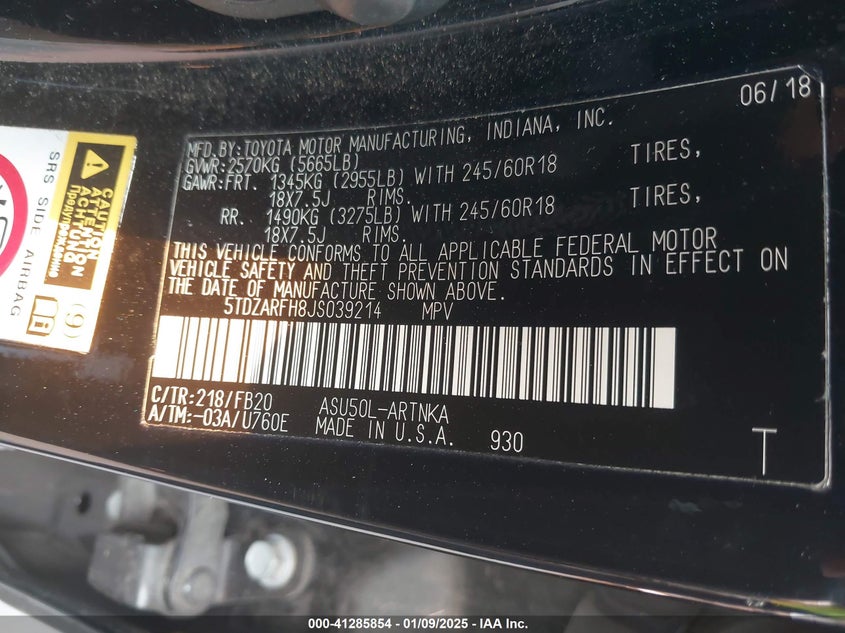 06/18
MFD.BY:TOYOTA MOTOR MANUFACTURING, INDIANA, INC.
GVWR:2570KG (5665LB)
GAWR:FRT. 1345KG (2955LB) WITH 245/60R18 TIRES,
18X7.5J RIMS.
RR. 1490KG (3275LB) WITH 245/60R18 TIRES,
18X7.5J RIMS.
THIS VEHICLE CONFORMS TO ALL APPLICABLE FEDERAL MOTOR
VEHICLE SAFETY AND THEFT PREVENTION STANDARDS IN EFFECT ON
THE DATE OF MANUFACTURE SHOWN ABOVE.
5TDZARFH8JS039214 MPV
C/TR:218/FB20 ASU50L-ARTNKA
A/TM:-03A/U760E MADE IN U.S.A. 930
T
CAUTION
ATTENTION
ACHTUNG
Предупреждение
SRS SIDE AIRBAG
(9)
000-41285854 - 01/09/2025 - IAA Inc.